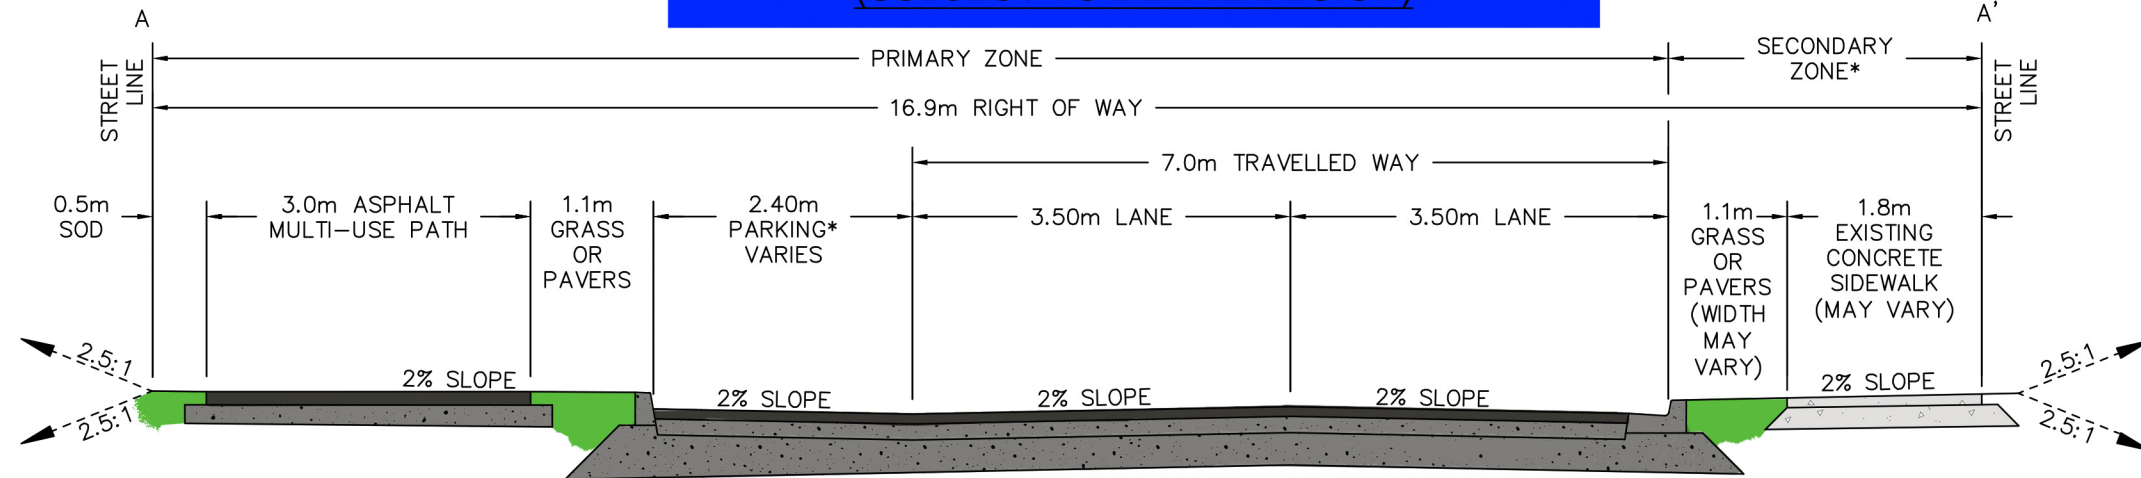 A
A'
PRIMARY ZONE
SECONDARY
ZONE*
STREET
LINE
16.9m RIGHT OF WAY
STREET
LINE
7.0m TRAVELLED WAY
0.5m
SOD
3.0m ASPHALT
MULTI-USE PATH
1.1m
GRASS
OR
PAVERS
2.40m
PARKING*
VARIES
3.50m LANE
3.50m LANE
1.1m
GRASS
OR
PAVERS
(WIDTH
MAY
VARY)
1.8m
EXISTING
CONCRETE
SIDEWALK
(MAY VARY)
2.5:1
2.5:1
2% SLOPE
2% SLOPE
2% SLOPE
2% SLOPE
2% SLOPE
2.5:1
2.5:1